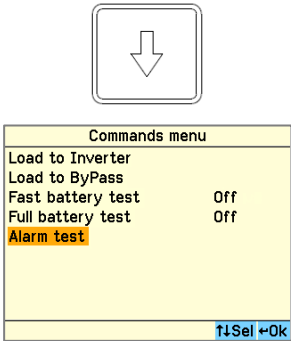 Commands menu
Load to Inverter
Load to ByPass
Fast battery test Off
Full battery test Off
Alarm test
↑↓Sel ↵Ok